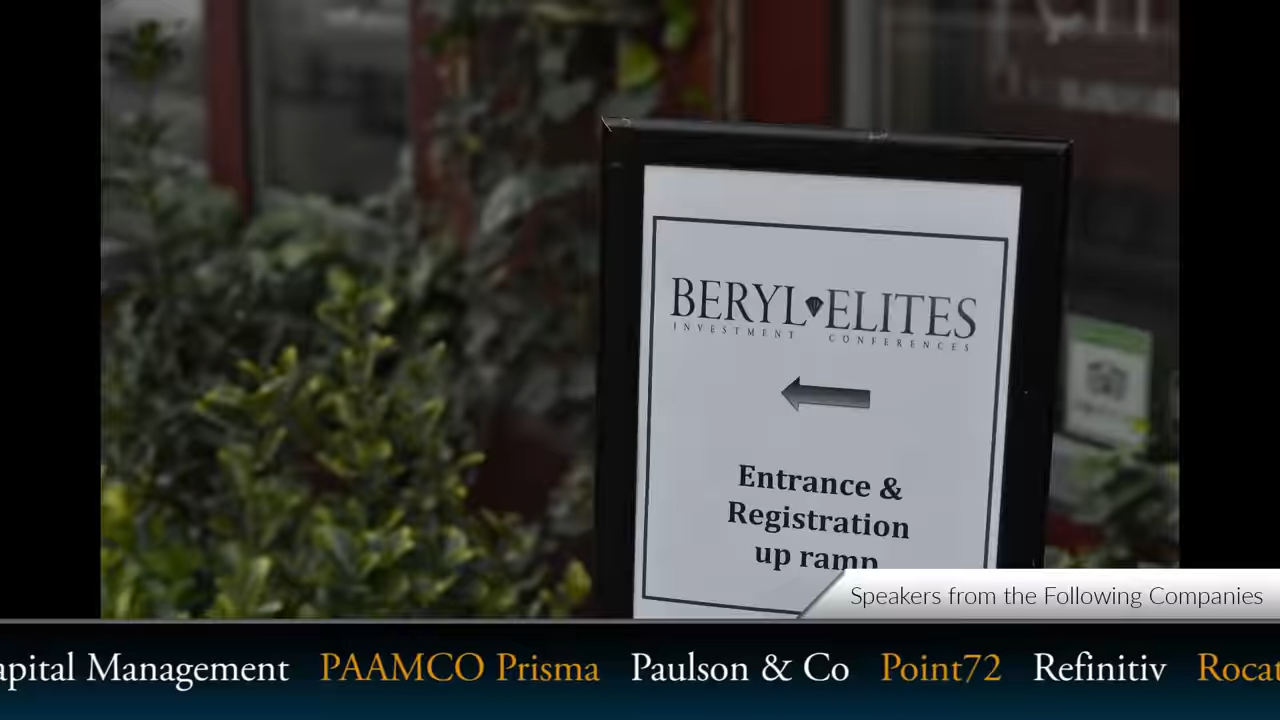 BERYL ELITES
INVESTMENT CONFERENCES
Entrance &
Registration
up ramp
Speakers from the Following Companies
apital Management PAAMCO Prisma Paulson & Co Point72 Refinitiv Rocat